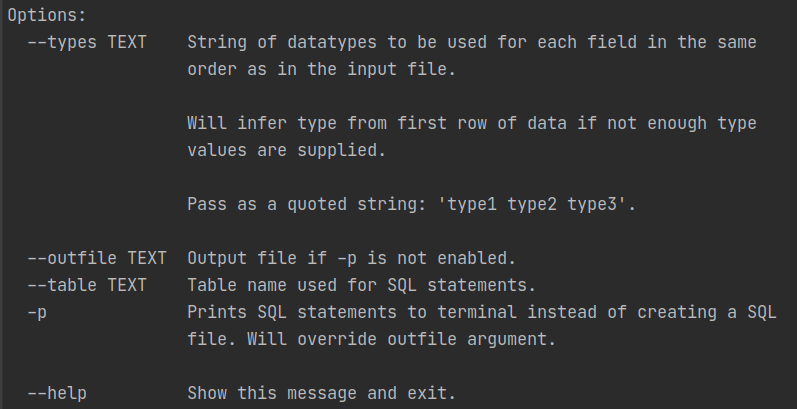 Options:
--types TEXT    String of datatypes to be used for each field in the same
order as in the input file.
Will infer type from first row of data if not enough type
values are supplied.
Pass as a quoted string: 'type1 type2 type3'.
--outfile TEXT  Output file if -p is not enabled.
--table TEXT    Table name used for SQL statements.
-p              Prints SQL statements to terminal instead of creating a SQL
file. Will override outfile argument.
--help          Show this message and exit.